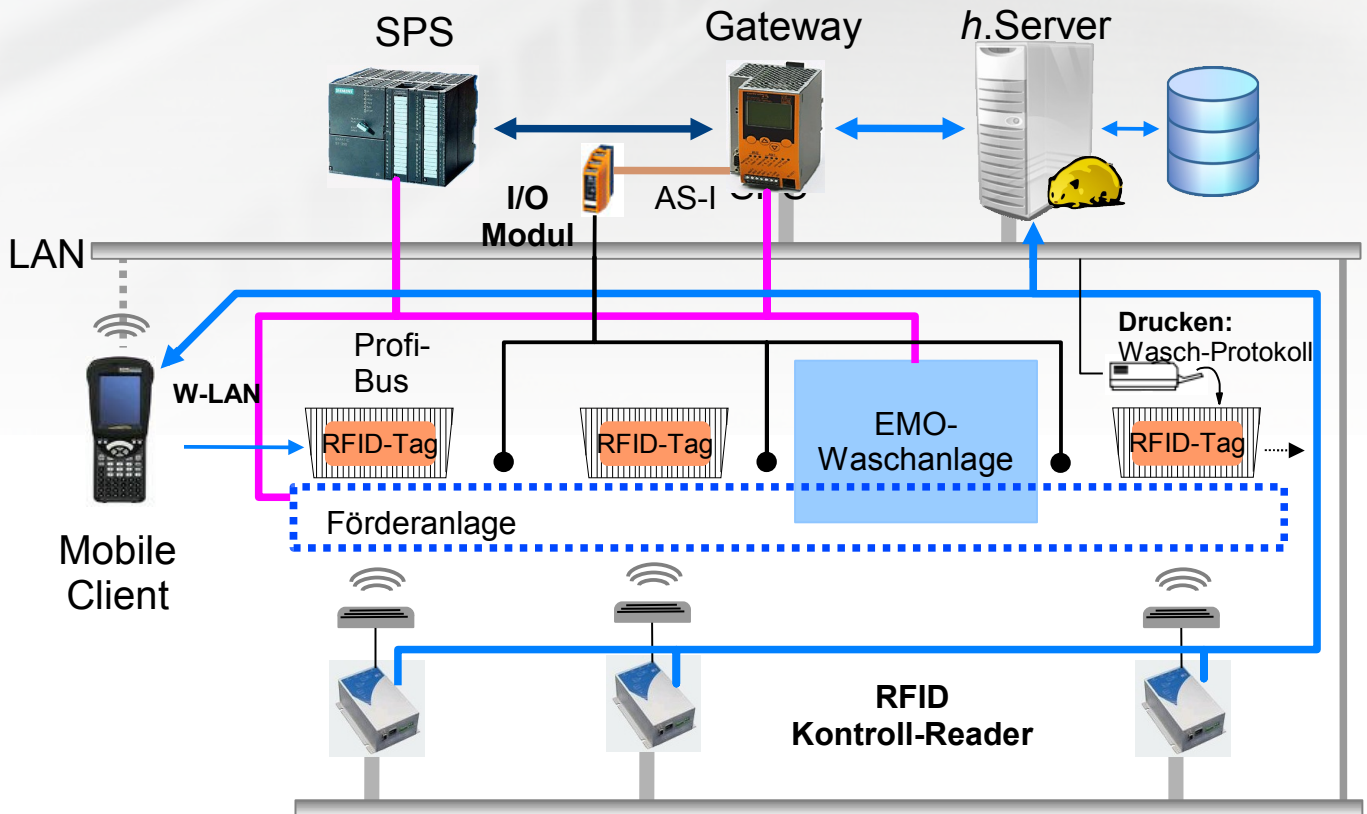 SPS
Gateway
h.Server
I/O
Modul
AS-I
LAN
Profi-
Bus
Drucken:
Wasch-Protokoll
W-LAN
RFID-Tag
RFID-Tag
EMO-
Waschanlage
RFID-Tag
Förderanlage
Mobile
Client
RFID
Kontroll-Reader